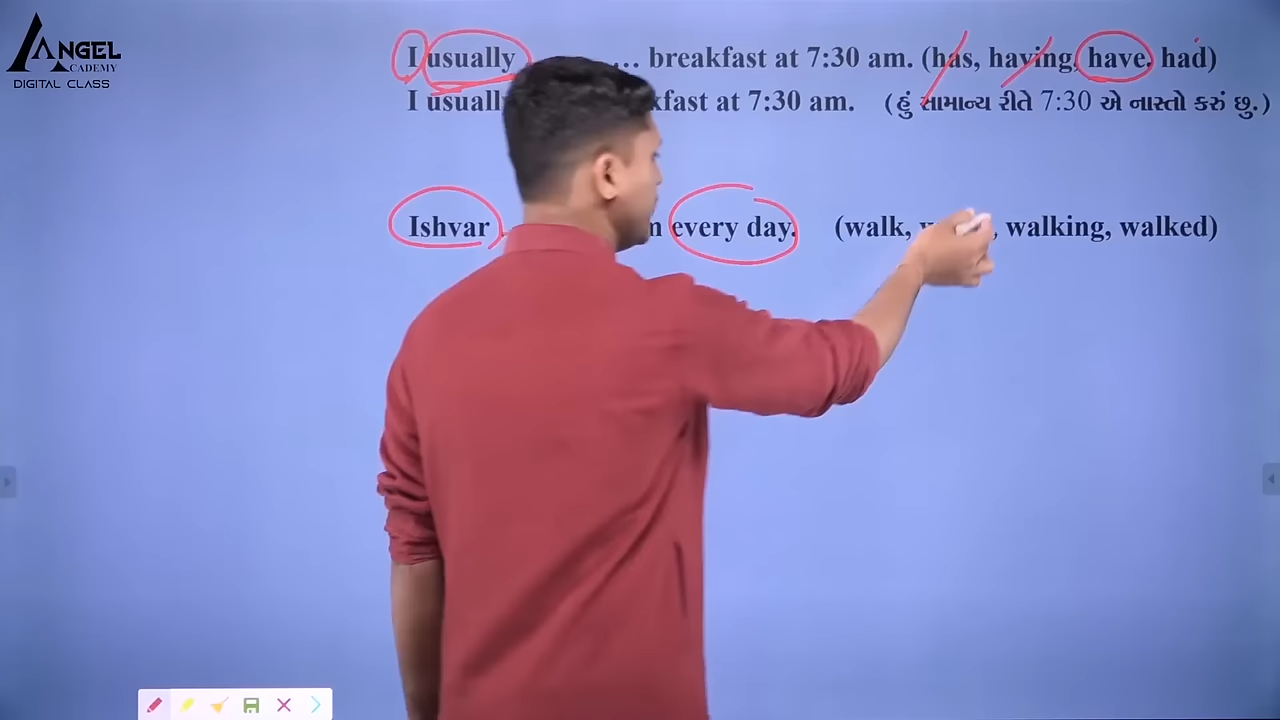 ANGEL
ACADEMY
DIGITAL CLASS
I usually … breakfast at 7:30 am. (has, having, have, had)
I usually at 7:30 am. (હું સામાન્ય રીતે 7:30 એ નાસ્તો કરું છુ.)
Ishvar every day. (walk, walking, walked)